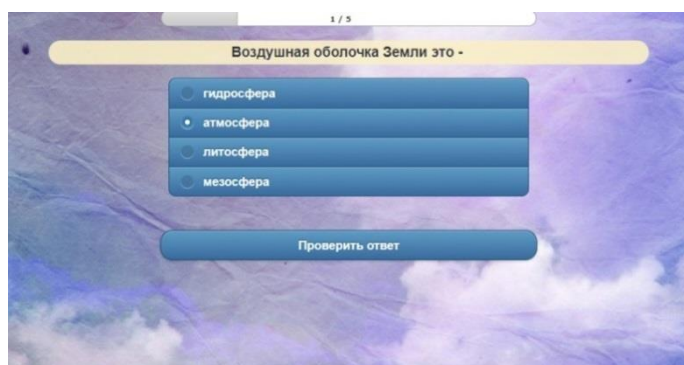 1 / 5
Воздушная оболочка Земли это -
гидросфера
атмосфера
литосфера
мезосфера
Проверить ответ